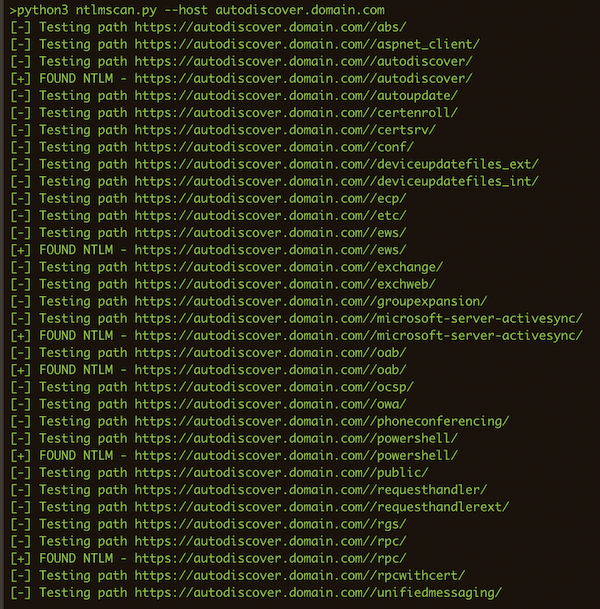 >python3 ntlmscan.py --host autodiscover.domain.com
[-] Testing path https://autodiscover.domain.com//abs/
[-] Testing path https://autodiscover.domain.com//aspnet_client/
[-] Testing path https://autodiscover.domain.com//autodiscover/
[+] FOUND NTLM - https://autodiscover.domain.com//autodiscover/
[-] Testing path https://autodiscover.domain.com//autoupdate/
[-] Testing path https://autodiscover.domain.com//certenroll/
[-] Testing path https://autodiscover.domain.com//certsrv/
[-] Testing path https://autodiscover.domain.com//conf/
[-] Testing path https://autodiscover.domain.com//deviceupdatefiles_ext/
[-] Testing path https://autodiscover.domain.com//deviceupdatefiles_int/
[-] Testing path https://autodiscover.domain.com//ecp/
[-] Testing path https://autodiscover.domain.com//etc/
[-] Testing path https://autodiscover.domain.com//ews/
[+] FOUND NTLM - https://autodiscover.domain.com//ews/
[-] Testing path https://autodiscover.domain.com//exchange/
[-] Testing path https://autodiscover.domain.com//exchweb/
[-] Testing path https://autodiscover.domain.com//groupexpansion/
[-] Testing path https://autodiscover.domain.com//microsoft-server-activesync/
[+] FOUND NTLM - https://autodiscover.domain.com//microsoft-server-activesync/
[-] Testing path https://autodiscover.domain.com//oab/
[+] FOUND NTLM - https://autodiscover.domain.com//oab/
[-] Testing path https://autodiscover.domain.com//ocsp/
[-] Testing path https://autodiscover.domain.com//owa/
[-] Testing path https://autodiscover.domain.com//phoneconferencing/
[-] Testing path https://autodiscover.domain.com//powershell/
[+] FOUND NTLM - https://autodiscover.domain.com//powershell/
[-] Testing path https://autodiscover.domain.com//public/
[-] Testing path https://autodiscover.domain.com//requesthandler/
[-] Testing path https://autodiscover.domain.com//requesthandlerext/
[-] Testing path https://autodiscover.domain.com//rgs/
[-] Testing path https://autodiscover.domain.com//rpc/
[+] FOUND NTLM - https://autodiscover.domain.com//rpc/
[-] Testing path https://autodiscover.domain.com//rpcwithcert/
[-] Testing path https://autodiscover.domain.com//unifiedmessaging/